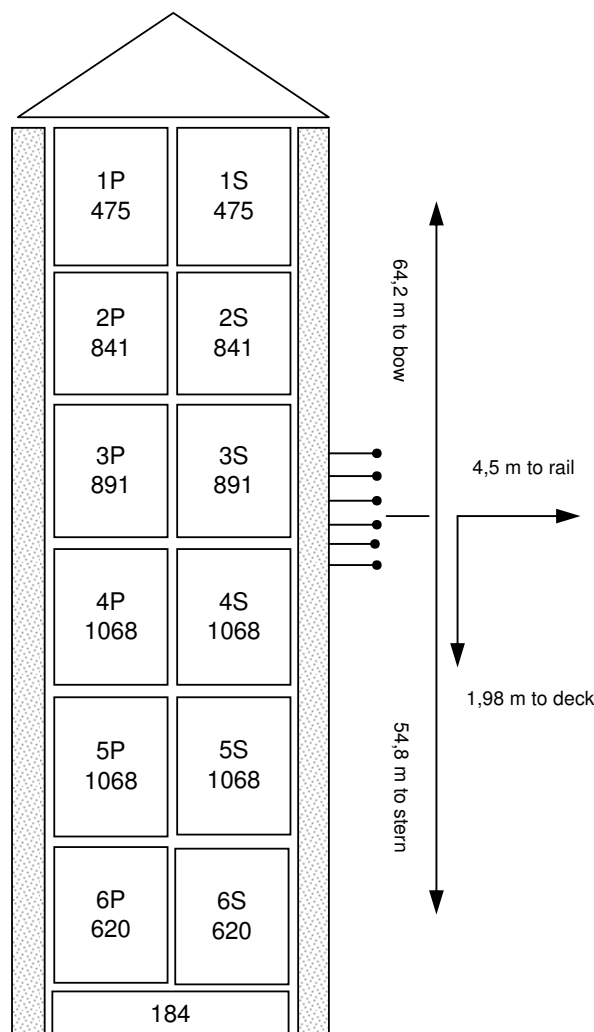 1P
475
1S
475
2P
841
2S
841
64,2 m to bow
3P
891
3S
891
4,5 m to rail
4P
1068
4S
1068
1,98 m to deck
5P
1068
5S
1068
54,8 m to stern
6P
620
6S
620
184